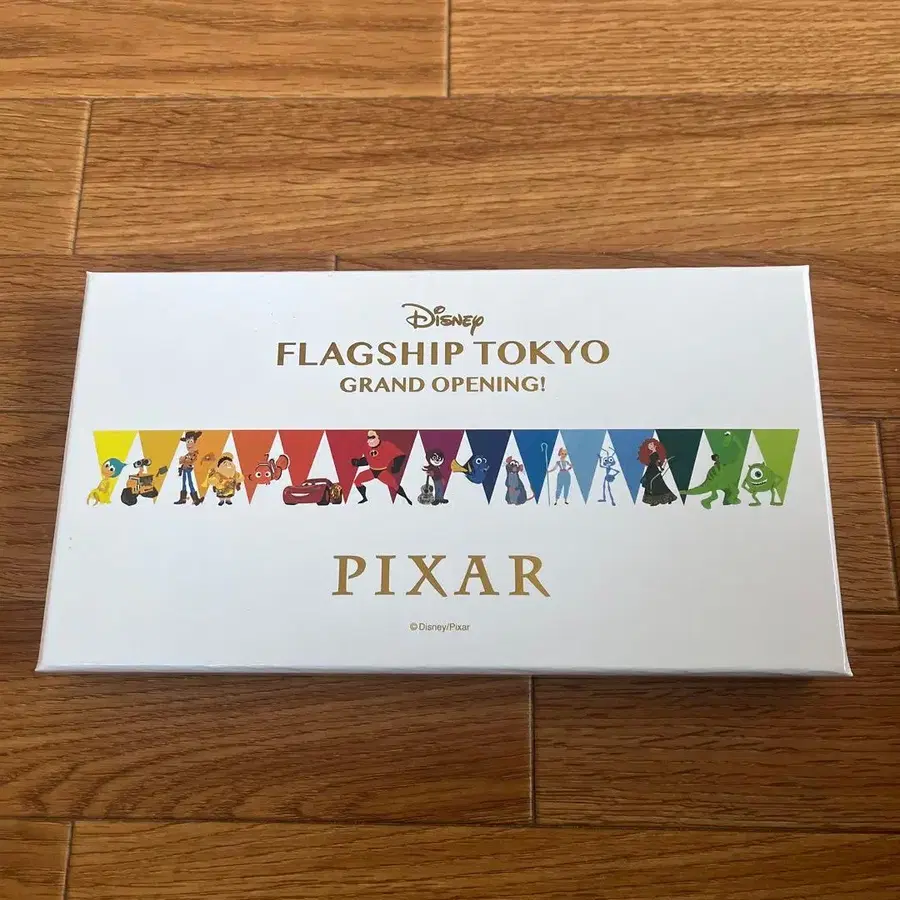 Disney
FLAGSHIP TOKYO
GRAND OPENING!
PIXAR
©Disney/Pixar